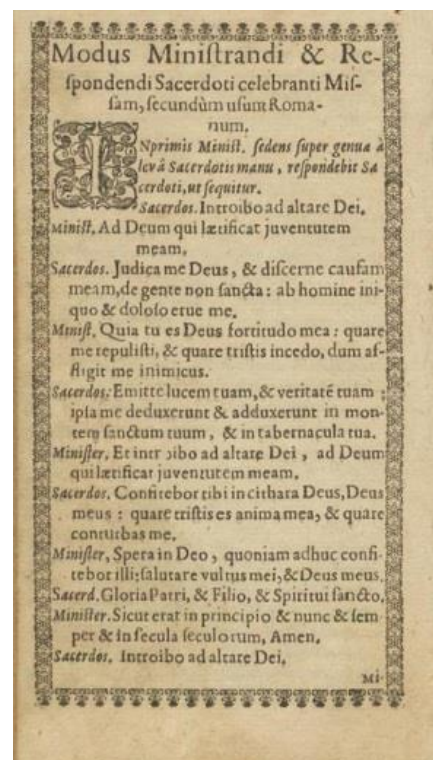 Modus Miniſtrandi & Re-
ſpondendi Sacerdoti celebranti Miſ-
ſam, ſecundùm uſum Roma-
num.
INprimis Miniſt. ſedens ſuper genua à
levâ Sacerdotis manu, reſpondebit Sa
cerdoti, ut ſequitur.
Sacerdos. Introibo ad altare Dei.
Miniſt. Ad Deum qui lætificat juventutem
meam.
Sacerdos. Judica me Deus, & diſcerne cauſam
meam, de gente non ſancta: ab homine ini-
quo & doloſo erue me.
Miniſt. Quia tu es Deus fortitudo mea: quare
me repuliſti, & quare triſtis incedo, dum af-
fligit me inimicus.
Sacerdos. Emitte lucem tuam, & veritatē tuam:
ipſa me deduxerunt & adduxerunt in mon-
tem ſanctum tuum, & in tabernacula tua.
Miniſter. Et introibo ad altare Dei, ad Deum
qui lætificat juventutem meam.
Sacerdos. Confitebor tibi in cithara Deus, Deus
meus: quare triſtis es anima mea, & quare
conturbas me.
Miniſter, Spera in Deo, quoniam adhuc confi-
tebor illi: ſalutare vultus mei, & Deus meus.
Sacerd. Gloria Patri, & Filio, & Spiritui ſancto.
Miniſter. Sicut erat in principio & nunc & ſem
per & in ſecula ſeculorum, Amen.
Sacerdos. Introibo ad altare Dei.
Mi-